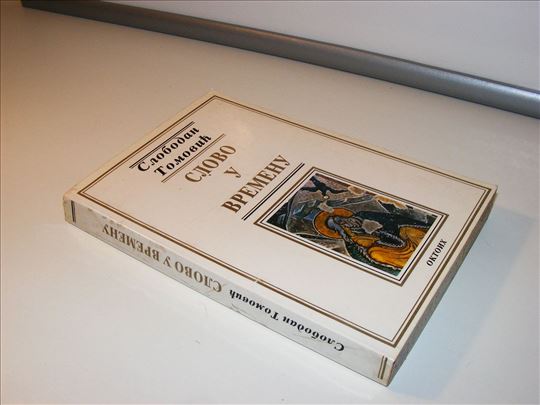 Слободан
Томовић
СЛОВО
У
ВРЕМЕНУ
ОКТОИХ
Слободан Томовић СЛОВО У ВРЕМЕНУ